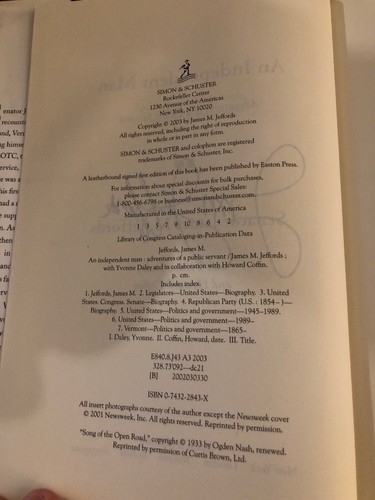 SIMON & SCHUSTER
Rockefeller Center
1230 Avenue of the Americas
New York, NY 10020
Copyright © 2003 by James M. Jeffords
All rights reserved, including the right of reproduction
in whole or in part in any form.
SIMON & SCHUSTER and colophon are registered
trademarks of Simon & Schuster, Inc.
A leatherbound signed first edition of this book has been published by Easton Press.
For information about special discounts for bulk purchases,
please contact Simon & Schuster Special Sales:
1-800-456-6798 or business@simonandschuster.com
Manufactured in the United States of America
1 3 5 7 9 10 8 6 4 2
Library of Congress Cataloging-in-Publication Data
Jeffords, James M.
An independent man : adventures of a public servant / James M. Jeffords ;
with Yvonne Daley and in collaboration with Howard Coffin.
p. cm.
Includes index.
1. Jeffords, James M. 2. Legislators—United States—Biography. 3. United
States. Congress. Senate—Biography. 4. Republican Party (U.S. : 1854– )—
Biography. 5. United States—Politics and government—1945–1989.
6. United States—Politics and government—1989–
7. Vermont—Politics and government—1865–
I. Daley, Yvonne. II. Coffin, Howard, date. III. Title.
E840.8.J43 A3 2003
328.73'092—dc21
[B] 2002030330
ISBN 0-7432-2843-X
All insert photographs courtesy of the author except the Newsweek cover
© 2001 Newsweek, Inc. All rights reserved. Reprinted by permission.
"Song of the Open Road," copyright © 1933 by Ogden Nash, renewed.
Reprinted by permission of Curtis Brown, Ltd.